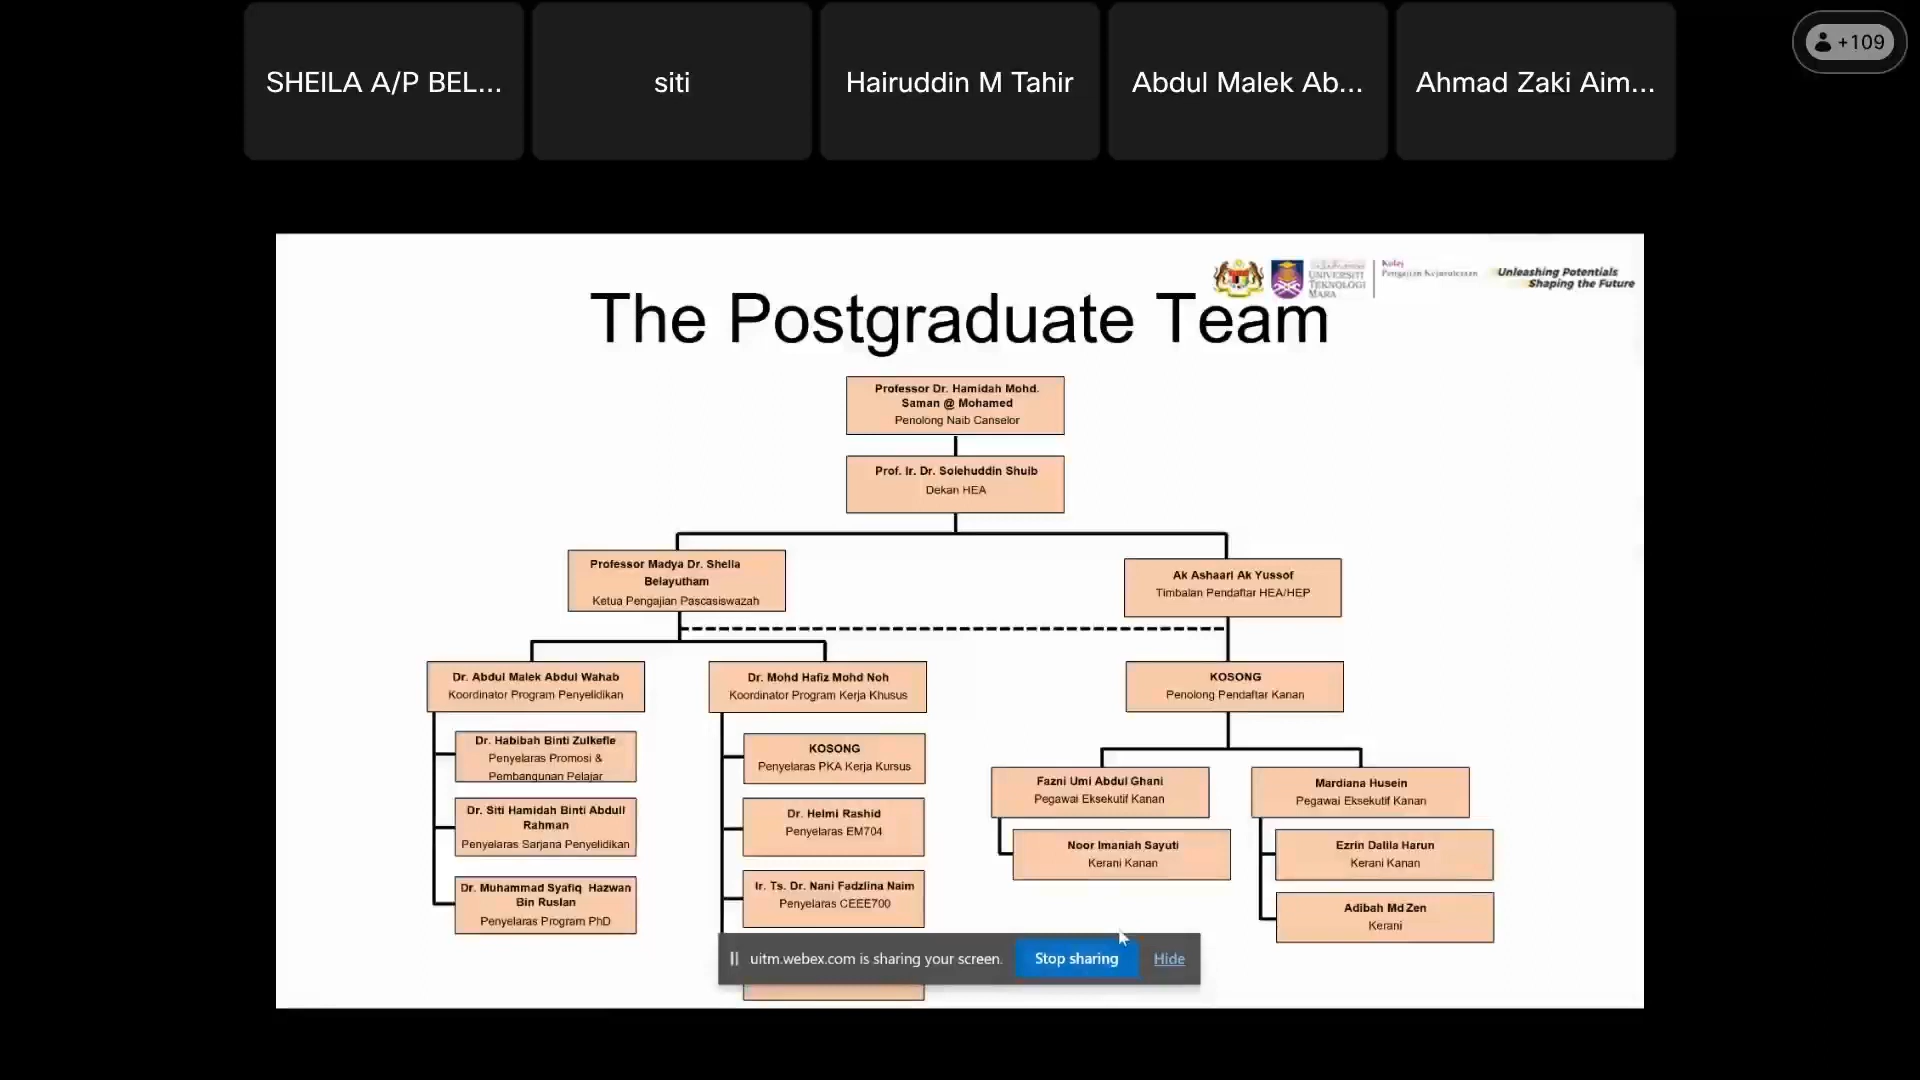 SHEILA A/P BEL...
siti
Hairuddin M Tahir
Abdul Malek Ab...
Ahmad Zaki Aim...
+109
UNIVERSITI
TEKNOLOGI
MARA
Kolej
Pengajian Kejuruteraan
Unleashing Potentials
Shaping the Future
The Postgraduate Team
Professor Dr. Hamidah Mohd.
Saman @ Mohamed
Penolong Naib Canselor
Prof. Ir. Dr. Solehuddin Shuib
Dekan HEA
Professor Madya Dr. Sheila
Belayutham
Ketua Pengajian Pascasiswazah
Ak Ashaari Ak Yussof
Timbalan Pendaftar HEA/HEP
Dr. Abdul Malek Abdul Wahab
Koordinator Program Penyelidikan
Dr. Mohd Hafiz Mohd Noh
Koordinator Program Kerja Khusus
KOSONG
Penolong Pendaftar Kanan
Dr. Habibah Binti Zulkefle
Penyelaras Promosi &
Pembangunan Pelajar
Dr. Siti Hamidah Binti Abdull
Rahman
Penyelaras Sarjana Penyelidikan
Dr. Muhammad Syafiq Hazwan
Bin Ruslan
Penyelaras Program PhD
KOSONG
Penyelaras PKA Kerja Kursus
Dr. Helmi Rashid
Penyelaras EM704
Ir. Ts. Dr. Nani Fadzlina Naim
Penyelaras CEEE700
Fazni Umi Abdul Ghani
Pegawai Eksekutif Kanan
Noor Imaniah Sayuti
Kerani Kanan
Mardiana Husein
Pegawai Eksekutif Kanan
Ezrin Dalila Harun
Kerani Kanan
Adibah Md Zen
Kerani
uitm.webex.com is sharing your screen.
Stop sharing
Hide